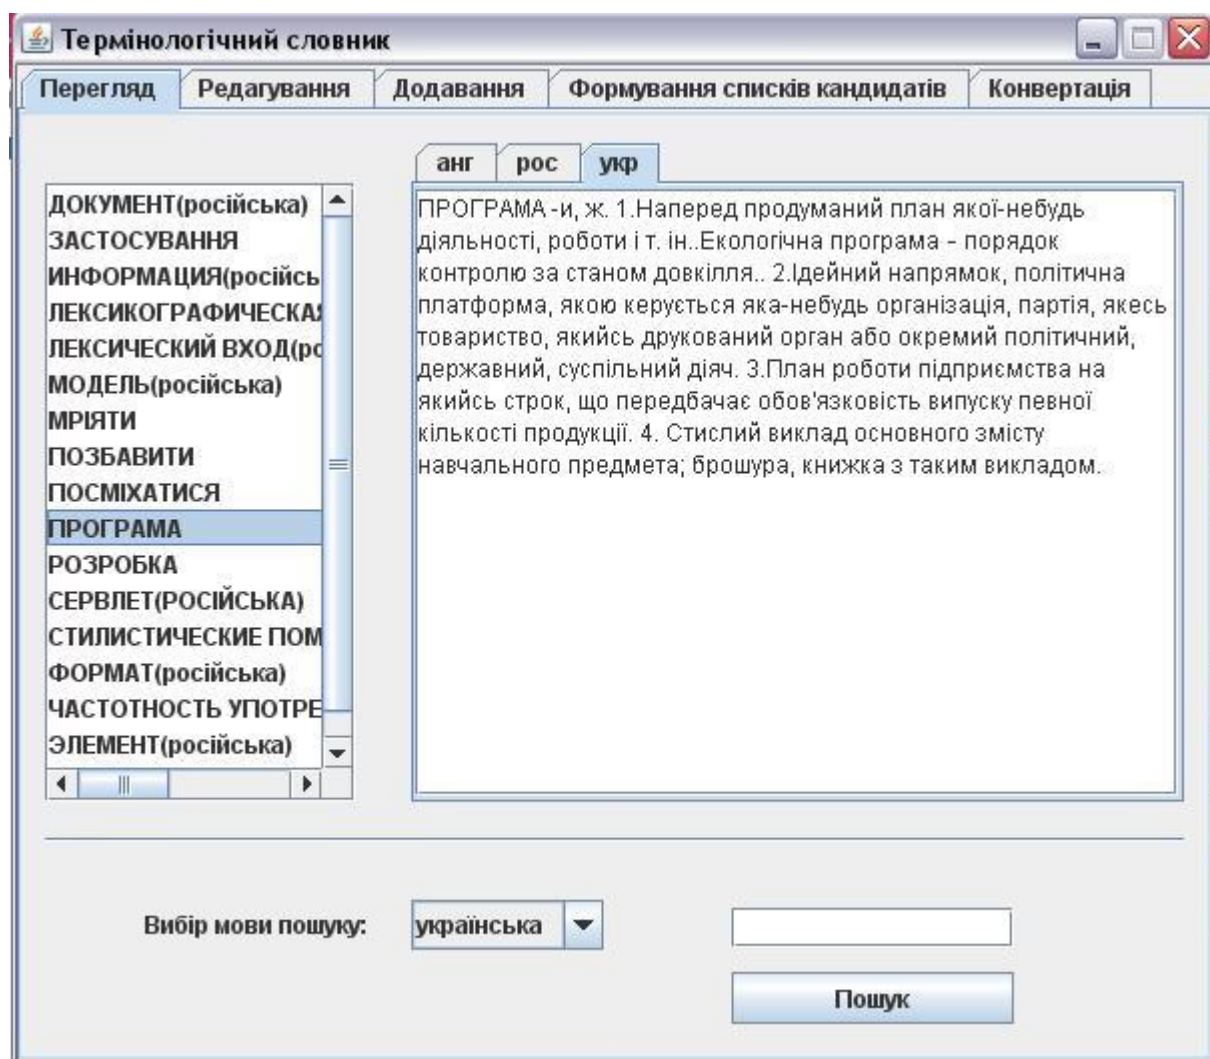 Термінологічний словник
Перегляд Редагування Додавання Формування списків кандидатів Конвертація
анг рос укр
ДОКУМЕНТ(російська)
ЗАСТОСУВАННЯ
ИНФОРМАЦИЯ(російсь
ЛЕКСИКОГРАФИЧЕСКАЯ
ЛЕКСИЧЕСКИЙ ВХОД(ро
МОДЕЛЬ(російська)
МРІЯТИ
ПОЗБАВИТИ
ПОСМІХАТИСЯ
ПРОГРАМА
РОЗРОБКА
СЕРВЛЕТ(РОСІЙСЬКА)
СТИЛИСТИЧЕСКИЕ ПОМ
ФОРМАТ(російська)
ЧАСТОТНОСТЬ УПОТРЕ
ЭЛЕМЕНТ(російська)
ПРОГРАМА -и, ж. 1.Наперед продуманий план якої-небудь
діяльності, роботи і т. ін..Екологічна програма – порядок
контролю за станом довкілля.. 2.Ідейний напрямок, політична
платформа, якою керується яка-небудь організація, партія, якесь
товариство, якийсь друкований орган або окремий політичний,
державний, суспільний діяч. 3.План роботи підприємства на
якийсь строк, що передбачає обов'язковість випуску певної
кількості продукції. 4. Стислий виклад основного змісту
навчального предмета; брошура, книжка з таким викладом.
Вибір мови пошуку: українська
Пошук